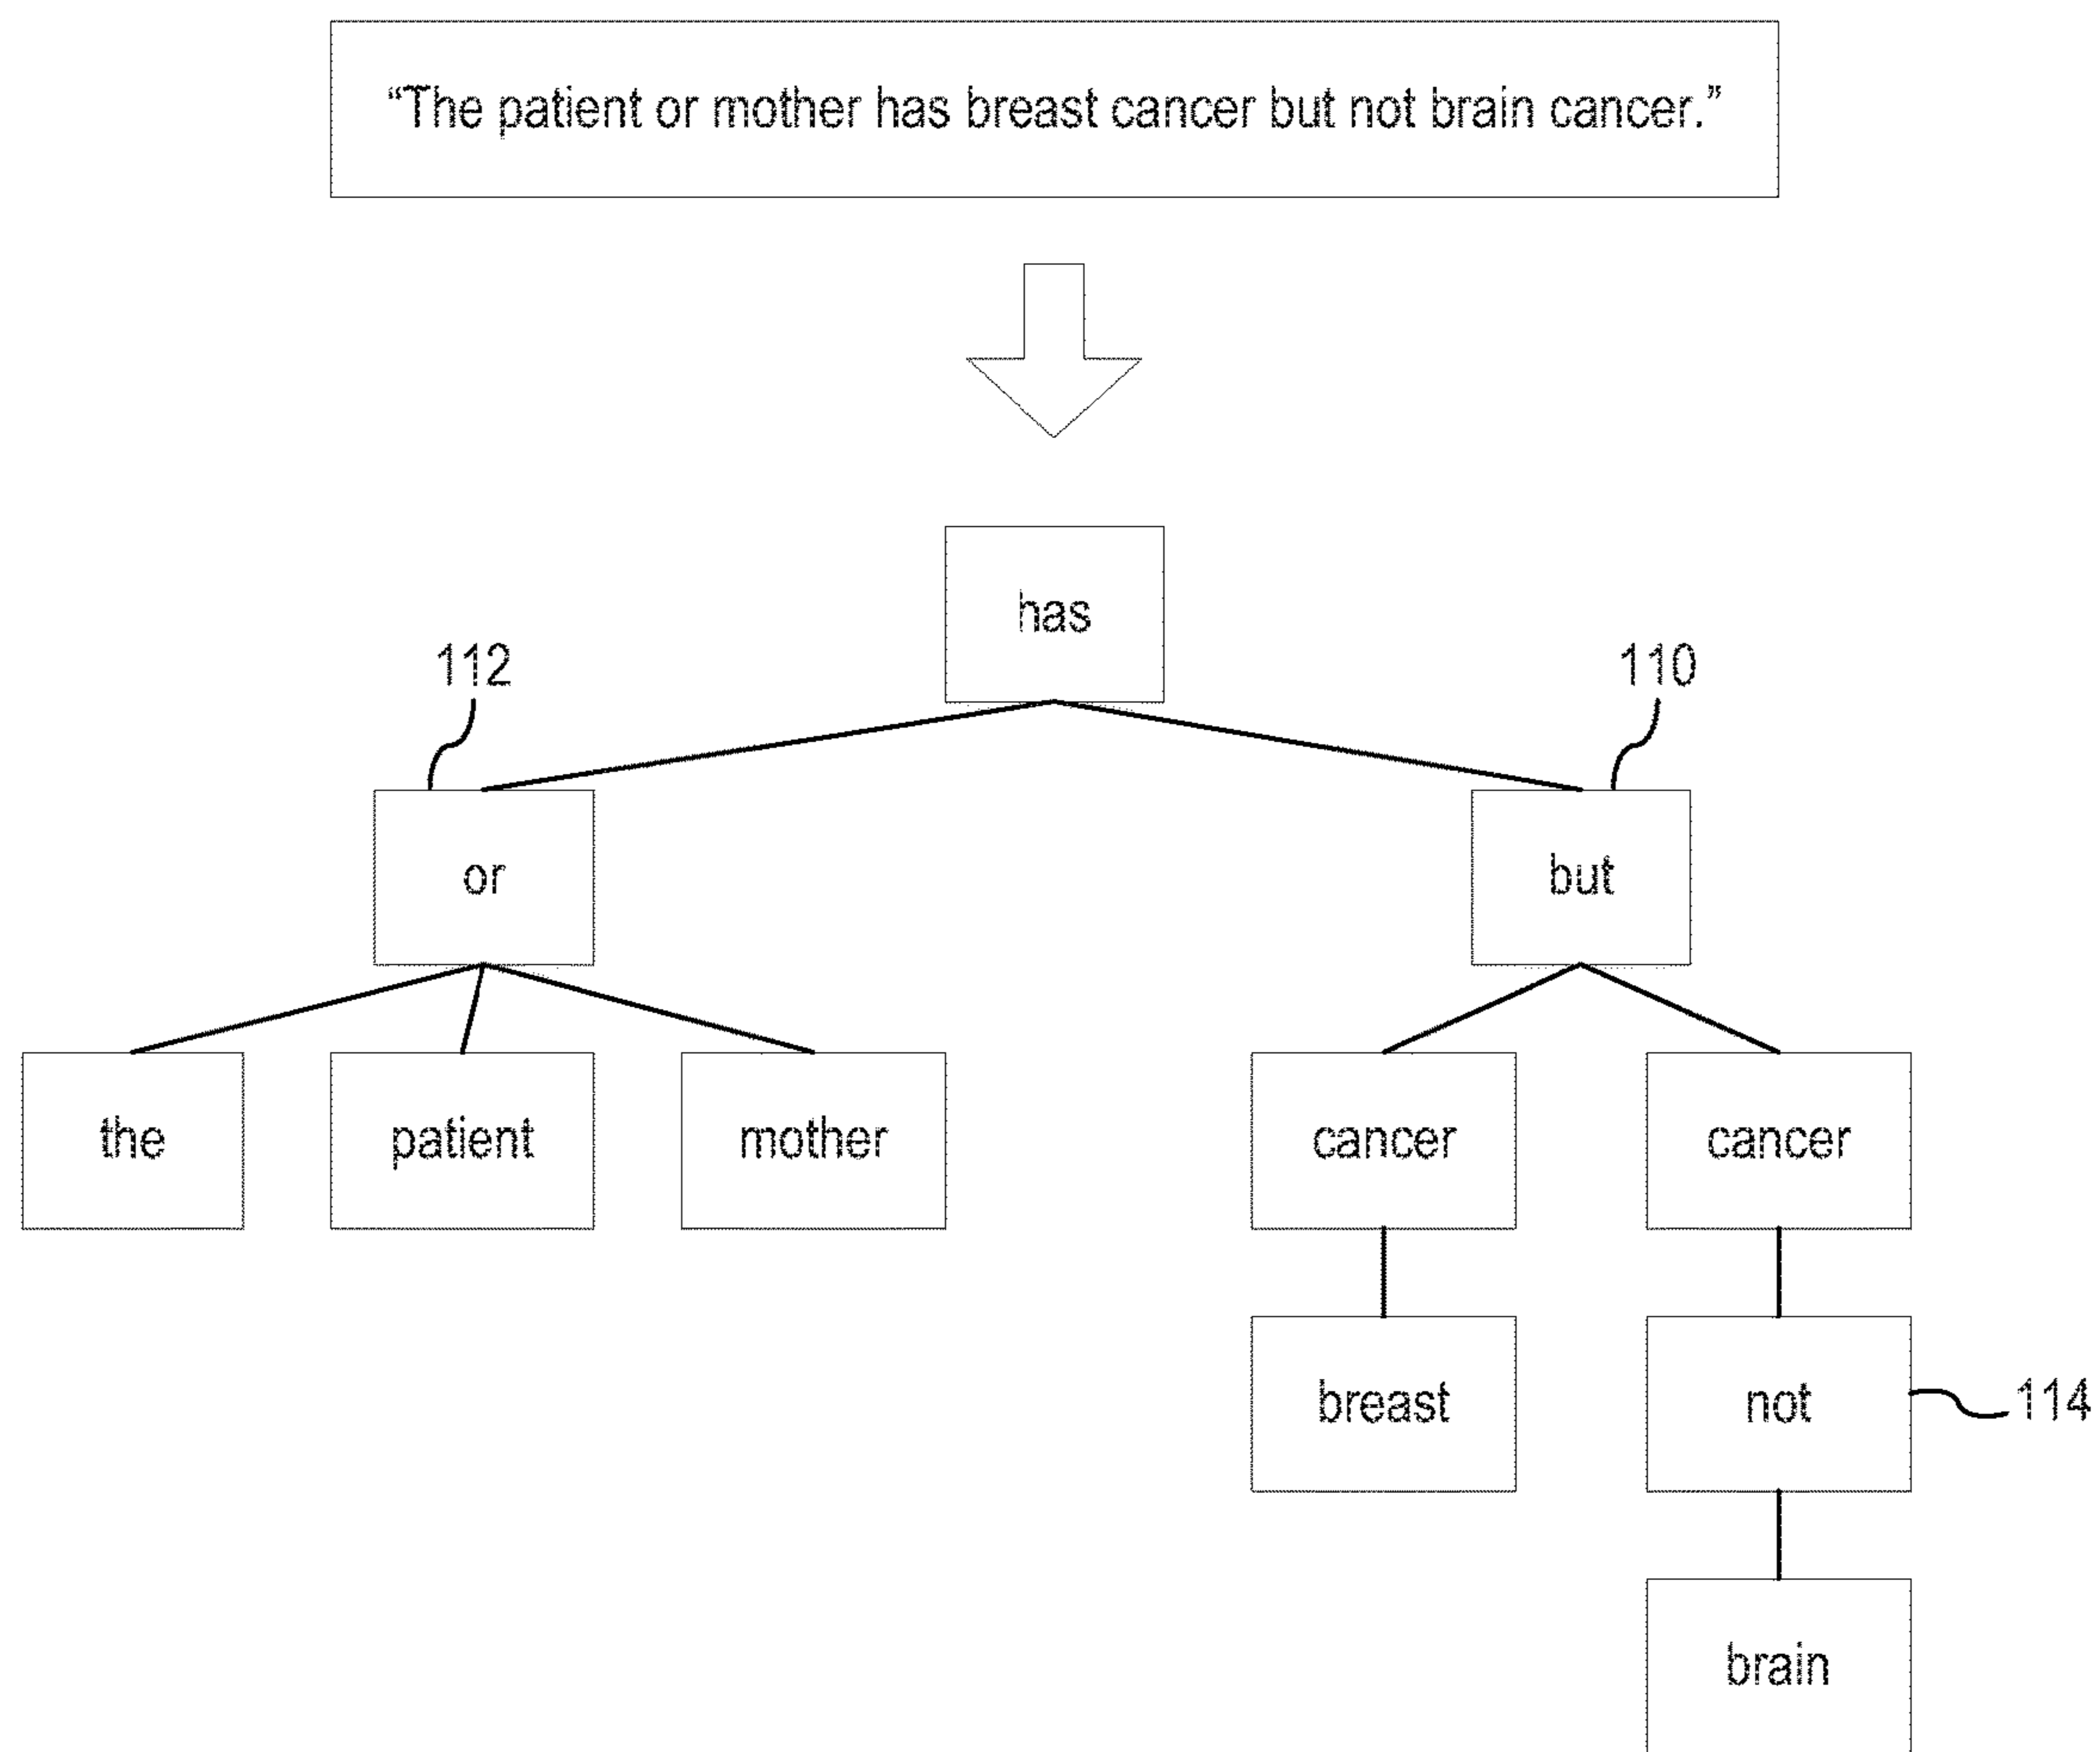 “The patient or mother has breast cancer but not brain cancer.”
has
112
110
or
but
the
patient
mother
cancer
cancer
breast
not
114
brain